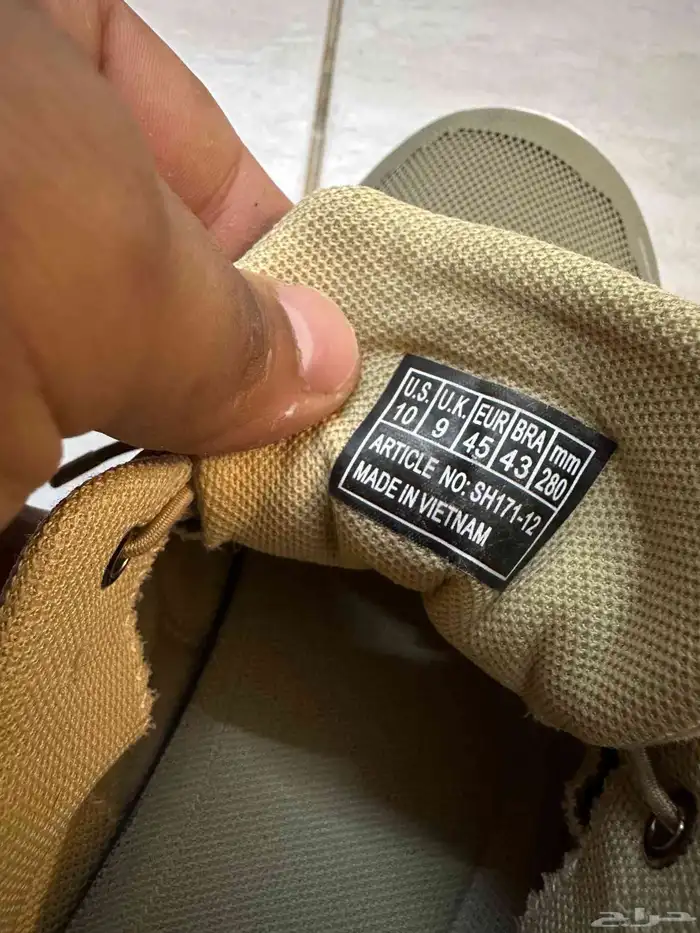 U.S. U.K. EUR BRA mm
10 9 45 43 280
ARTICLE NO: SH171-12
MADE IN VIETNAM
حراج